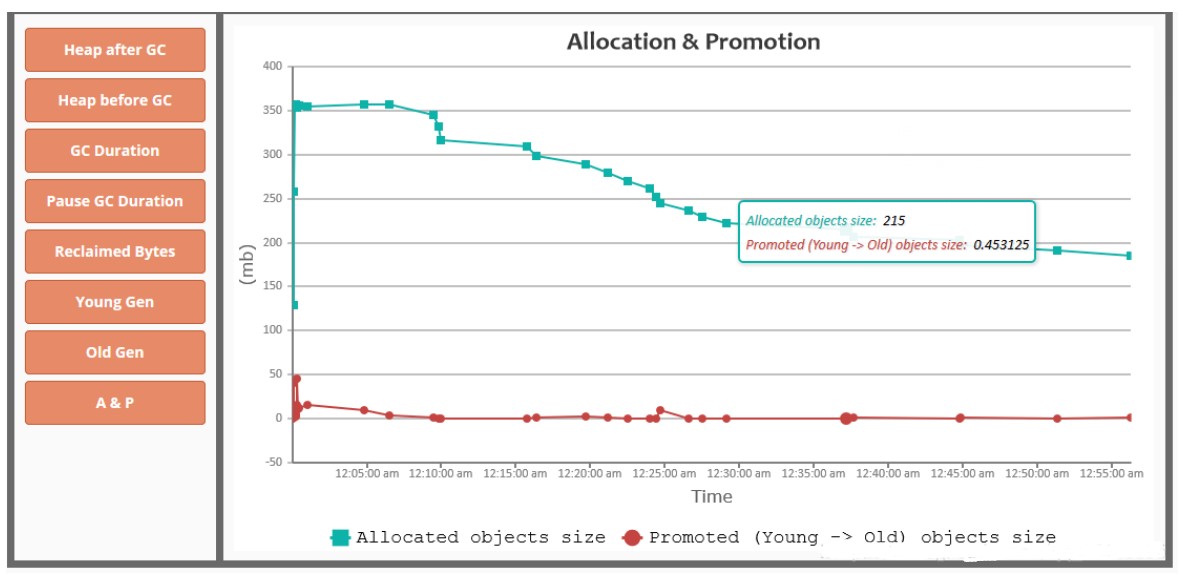 Heap after GC
Heap before GC
GC Duration
Pause GC Duration
Reclaimed Bytes
Young Gen
Old Gen
A & P
Allocation & Promotion
400
350
300
250
200
150
100
50
0
-50
(mb)
Allocated objects size: 215
Promoted (Young -> Old) objects size: 0.453125
12:05:00 am 12:10:00 am 12:15:00 am 12:20:00 am 12:25:00 am 12:30:00 am 12:35:00 am 12:40:00 am 12:45:00 am 12:50:00 am 12:55:00 am
Time
Allocated objects size Promoted (Young -> Old) objects size